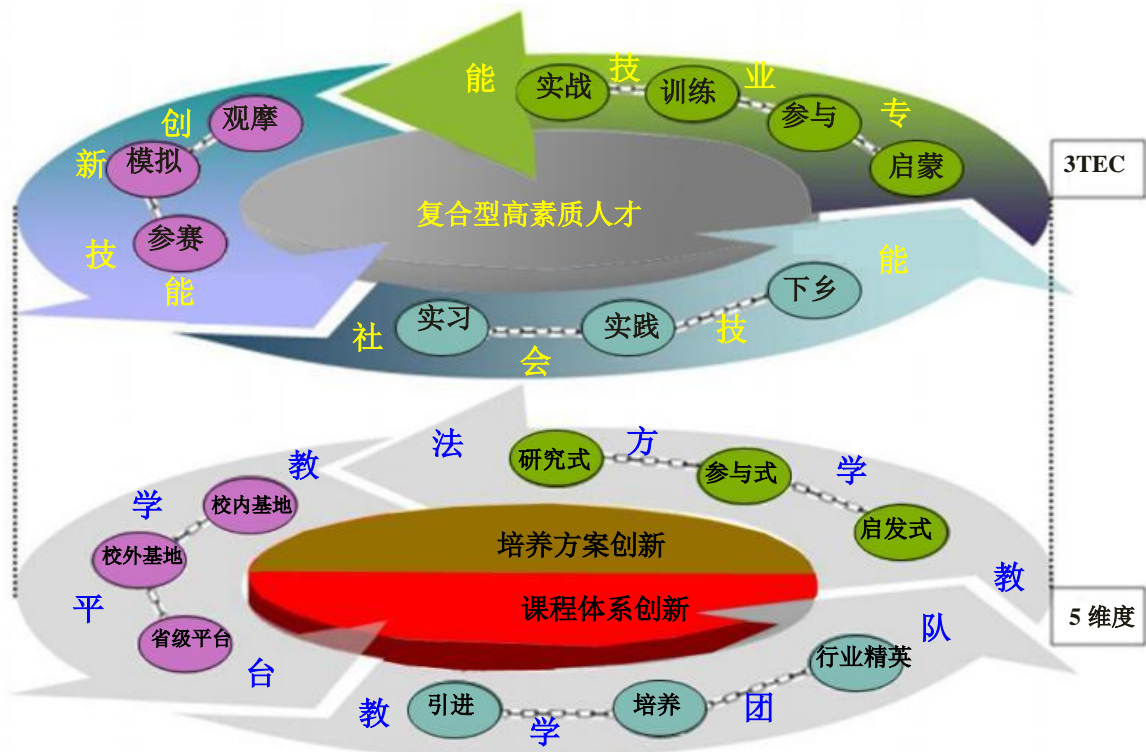 专业技能
启蒙
参与
训练
实战
创新技能
观摩
模拟
参赛
社会技能
实习
实践
下乡
复合型高素质人才
3TEC
教学方法
启发式
参与式
研究式
教学平台
校内基地
校外基地
省级平台
教学团队
引进
培养
行业精英
培养方案创新
课程体系创新
5 维度